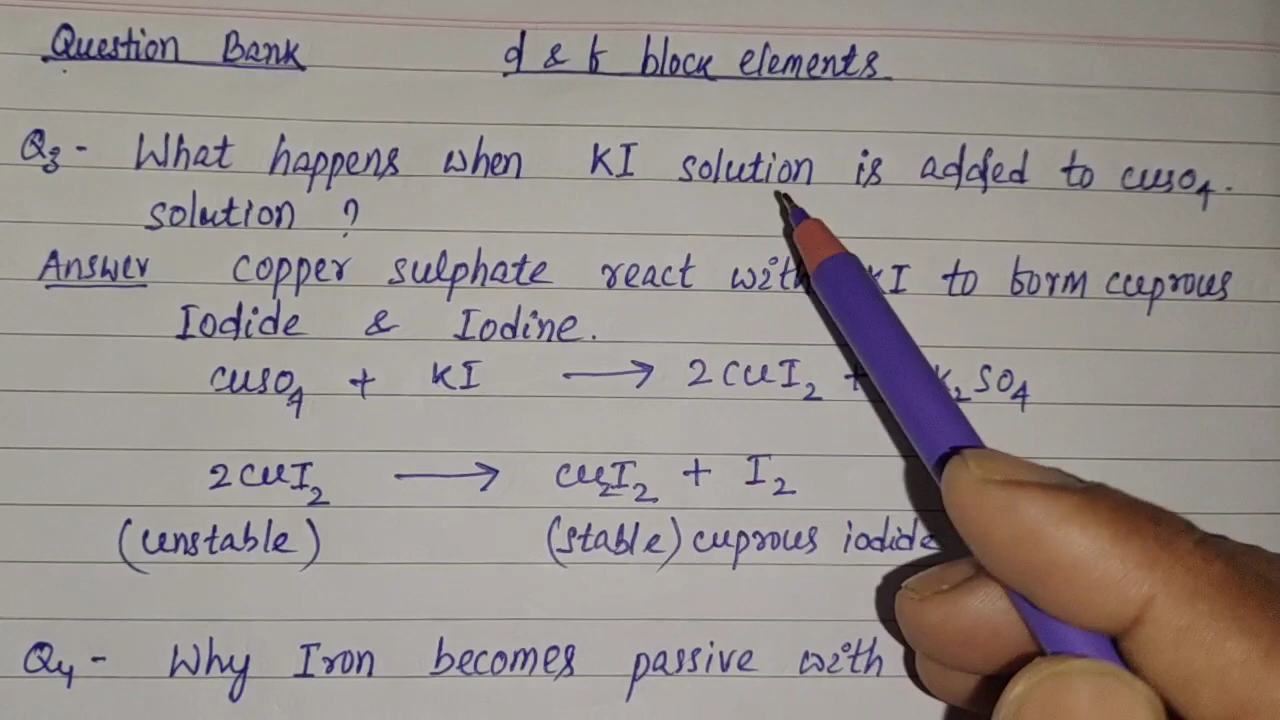 Question Bank d & f block elements
Q3 - What happens when KI solution is added to CuSO4.
solution ?
Answer Copper sulphate react with KI to form cuprous
Iodide & Iodine.
CuSO4 + KI ⟶ 2CuI2 + K2SO4
2CuI2 ⟶ Cu2I2 + I2
(unstable) (stable) cuprous iodide
Q4 - Why Iron becomes passive with